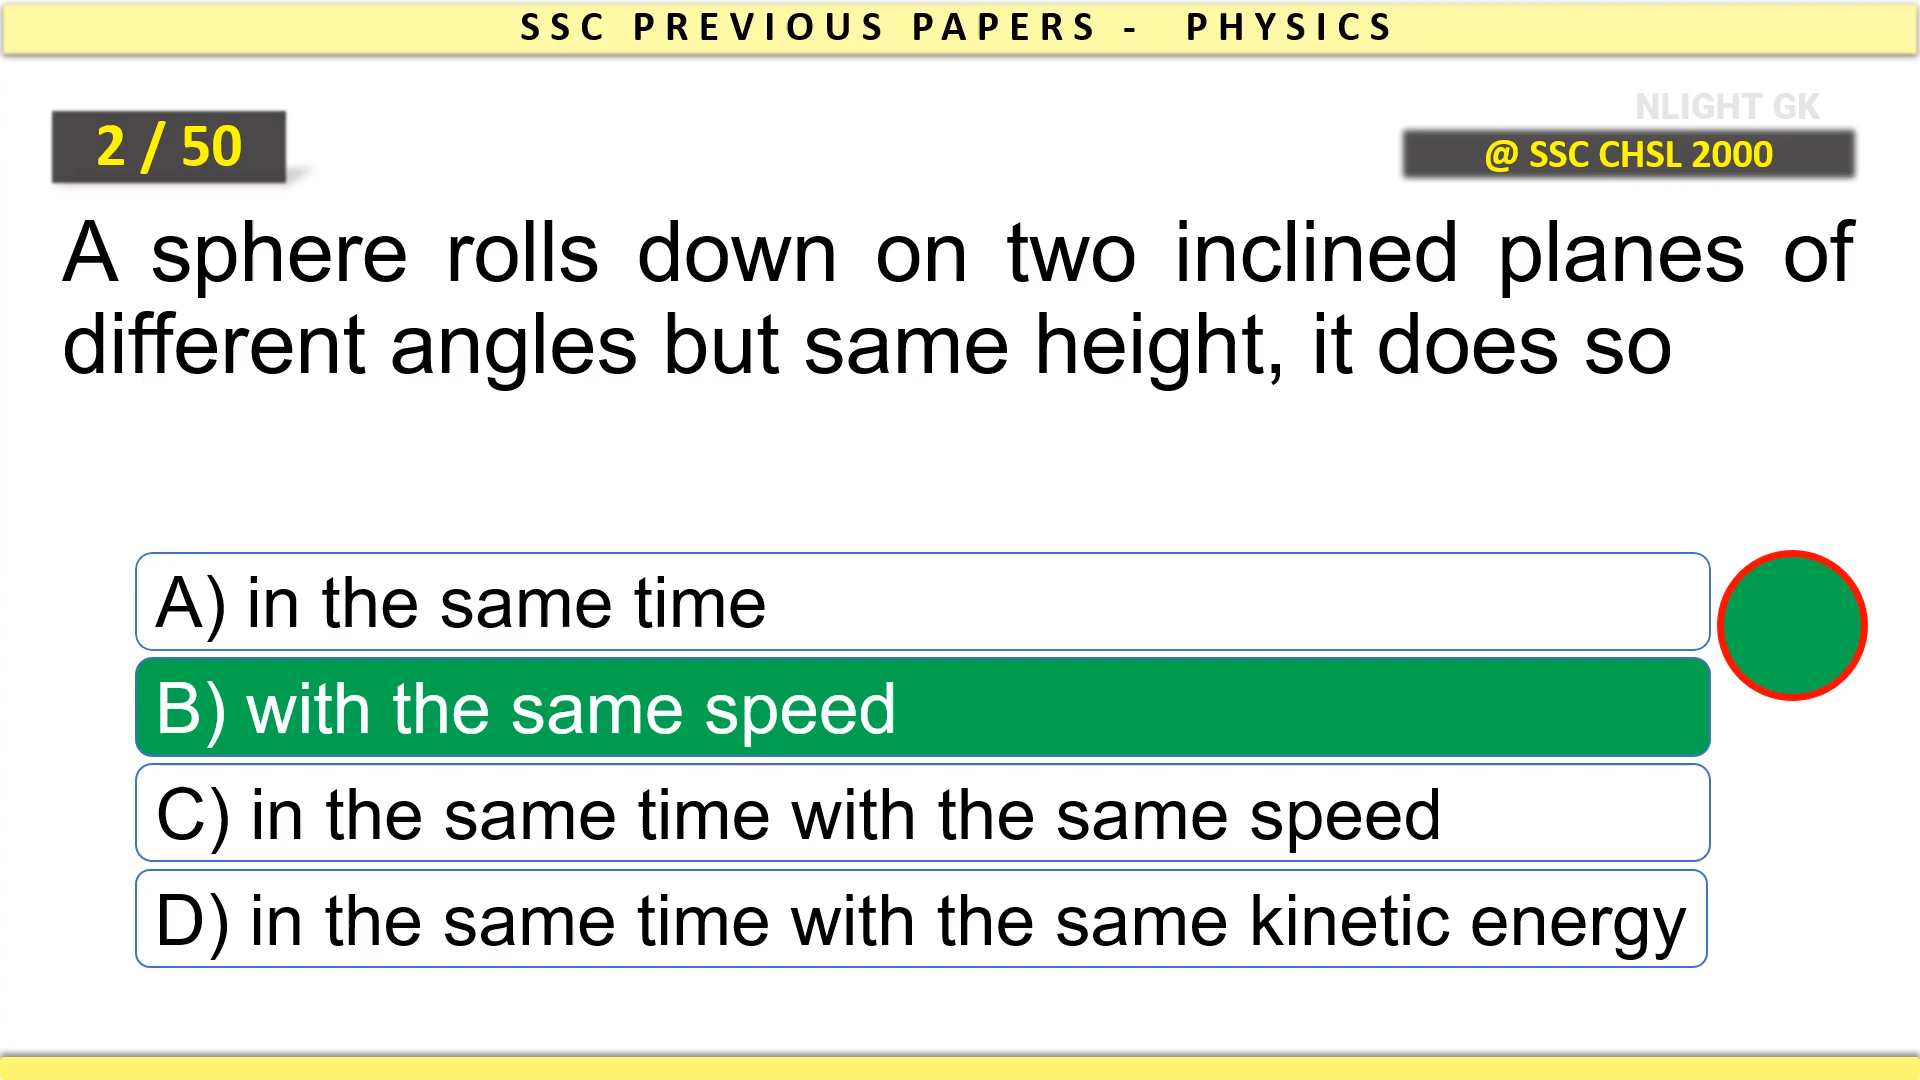 SSC PREVIOUS PAPERS - PHYSICS
NLIGHT GK
2 / 50
@ SSC CHSL 2000
A sphere rolls down on two inclined planes of
different angles but same height, it does so
A) in the same time
B) with the same speed
C) in the same time with the same speed
D) in the same time with the same kinetic energy